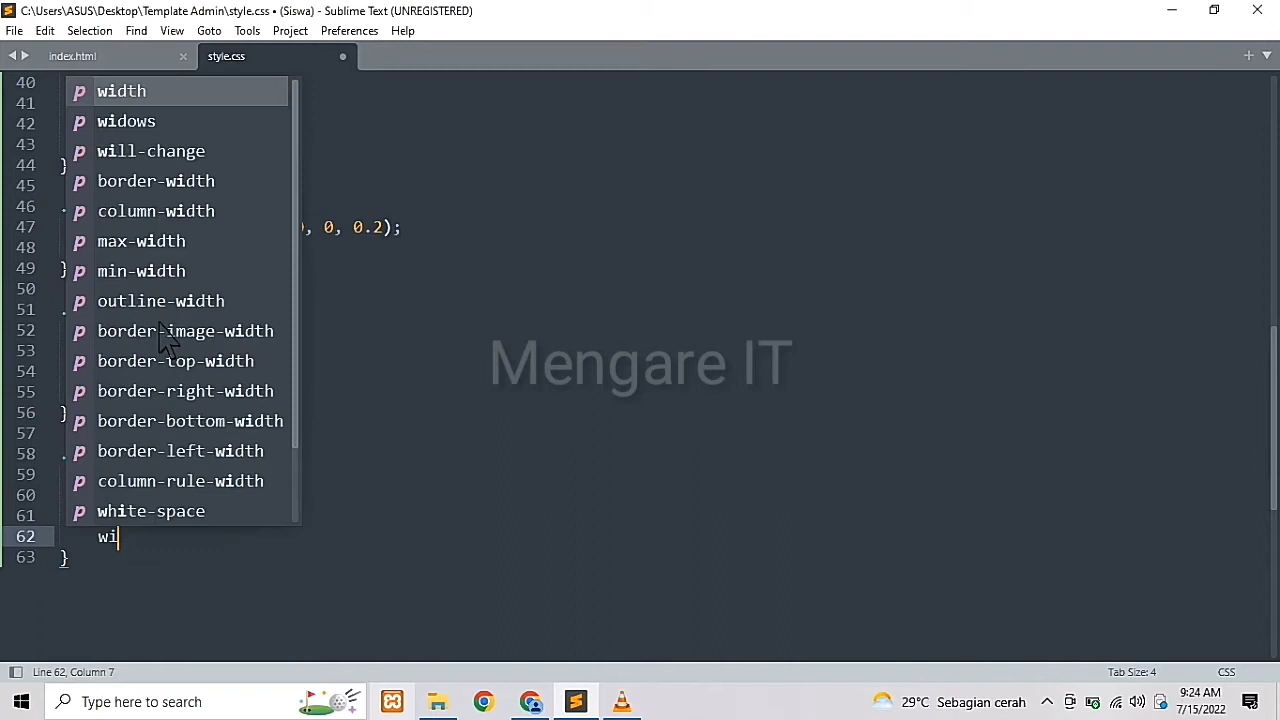 C:\Users\ASUS\Desktop\Template Admin\style.css • (Siswa) - Sublime Text (UNREGISTERED)
File Edit Selection Find View Goto Tools Project Preferences Help
index.html style.css
40
p width
41
p widows
42
p will-change
43
44 }
p border-width
45
46 .
p column-width
47 , 0, 0.2);
p max-width
48
49 }
p min-width
50
p outline-width
51 .
52
p border-image-width
53
p border-top-width
54
55
p border-right-width
56 }
p border-bottom-width
57
58 .
p border-left-width
59
p column-rule-width
60
61
p white-space
62 wi
63 }
Mengare IT
Line 62, Column 7 Tab Size: 4 CSS
Type here to search
29°C Sebagian cerah
9:24 AM
7/15/2022